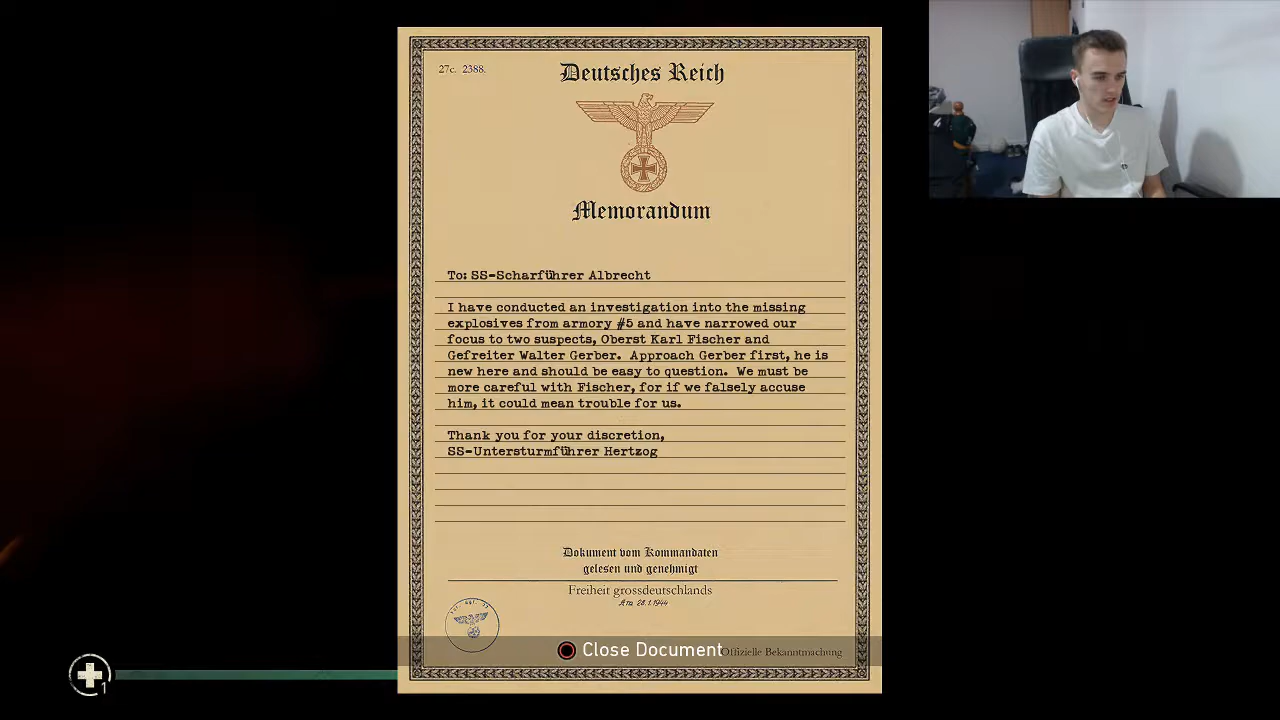 27c. 2388.
Deutsches Reich
Memorandum
To: SS-Scharführer Albrecht
I have conducted an investigation into the missing
explosives from armory #5 and have narrowed our
focus to two suspects, Oberst Karl Fischer and
Gefreiter Walter Gerber. Approach Gerber first, he is
new here and should be easy to question. We must be
more careful with Fischer, for if we falsely accuse
him, it could mean trouble for us.
Thank you for your discretion,
SS-Untersturmführer Hertzog
Dokument vom Kommandaten
gelesen und genehmigt
Freiheit grossdeutschlands
28.1.1944
Close Document
Offizielle Bekanntmachung
1